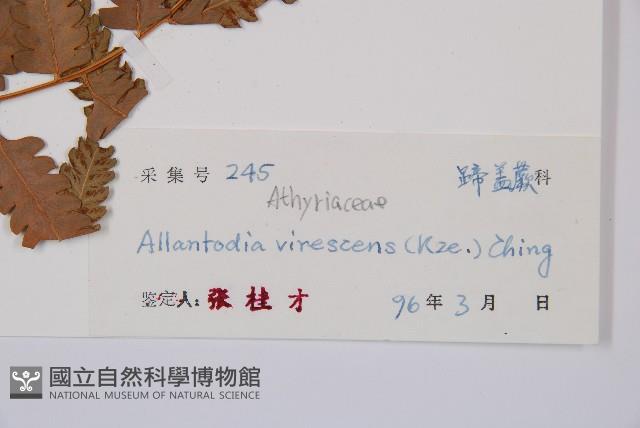 采集号 245 蹄盖蕨科
Athyriaceae
Allantodia virescens (Kze.) Ching
鉴定人: 张桂才 96年3月 日
國立自然科學博物館
NATIONAL MUSEUM OF NATURAL SCIENCE